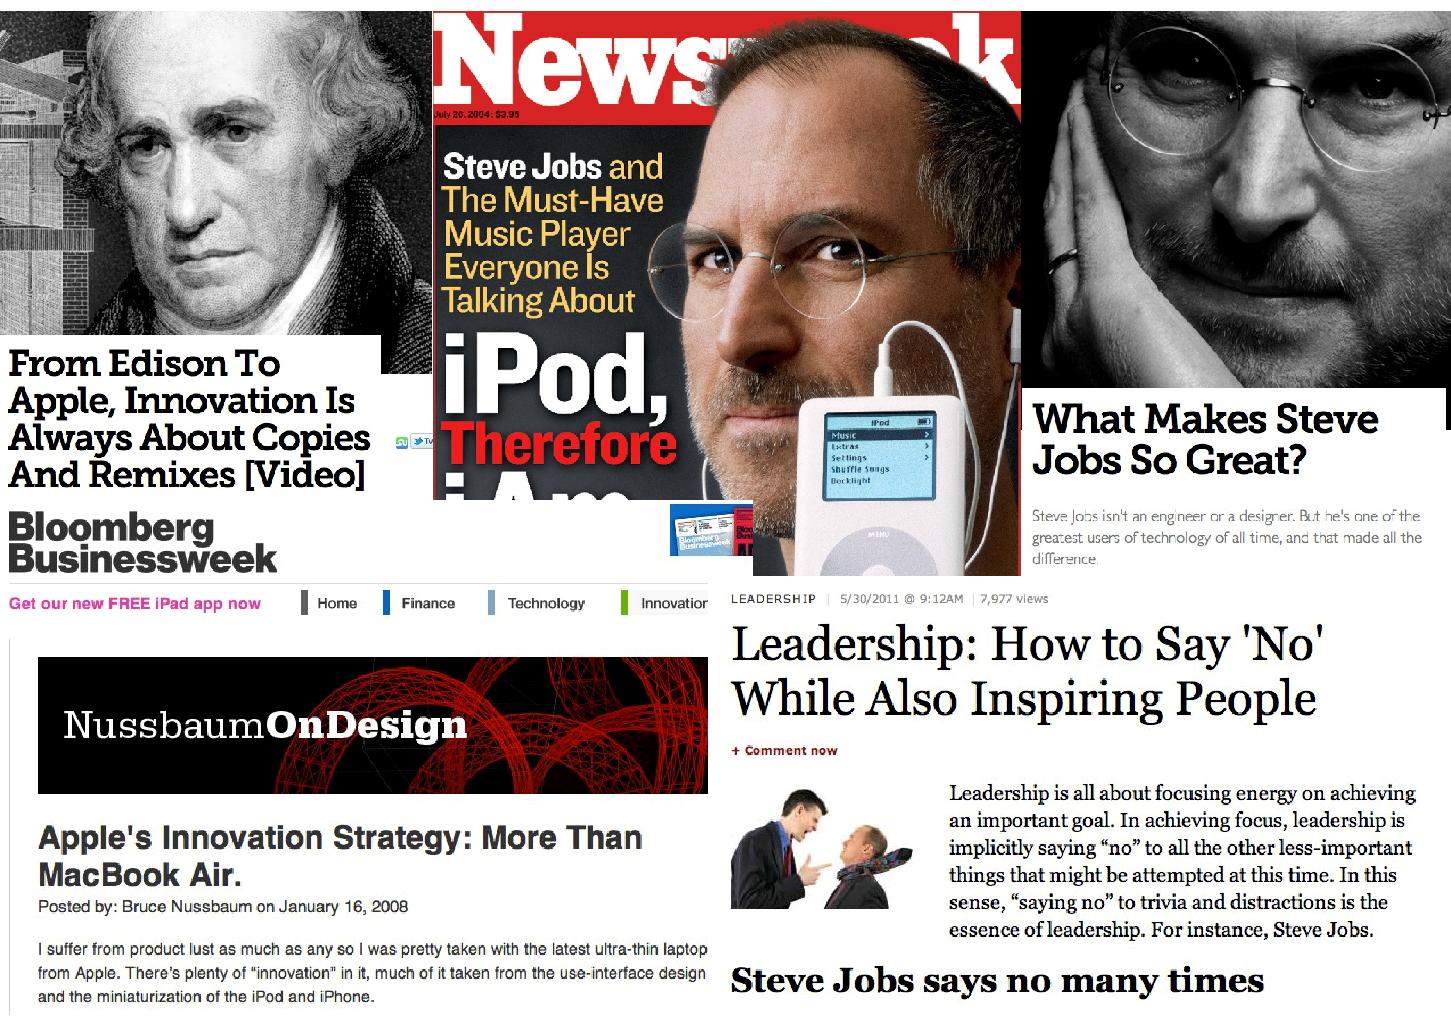 Newsweek
July 26, 2004: $3.95
Steve Jobs and
The Must-Have
Music Player
Everyone Is
Talking About
iPod,
Therefore
i Am
iPod
Music
Extras
Settings
Shuffle Songs
Backlight
MENU
From Edison To
Apple, Innovation Is
Always About Copies
And Remixes [Video]
What Makes Steve
Jobs So Great?
Steve Jobs isn't an engineer or a designer. But he's one of the
greatest users of technology of all time, and that made all the
difference.
Bloomberg
Businessweek
Bloomberg
Businessweek
Get our new FREE iPad app now
Home
Finance
Technology
Innovation
NussbaumOnDesign
Apple's Innovation Strategy: More Than
MacBook Air.
Posted by: Bruce Nussbaum on January 16, 2008
I suffer from product lust as much as any so I was pretty taken with the latest ultra-thin laptop
from Apple. There's plenty of “innovation” in it, much of it taken from the use-interface design
and the miniaturization of the iPod and iPhone.
LEADERSHIP | 5/30/2011 @ 9:12AM | 7,977 views
Leadership: How to Say 'No'
While Also Inspiring People
+ Comment now
Leadership is all about focusing energy on achieving
an important goal. In achieving focus, leadership is
implicitly saying “no” to all the other less-important
things that might be attempted at this time. In this
sense, “saying no” to trivia and distractions is the
essence of leadership. For instance, Steve Jobs.
Steve Jobs says no many times